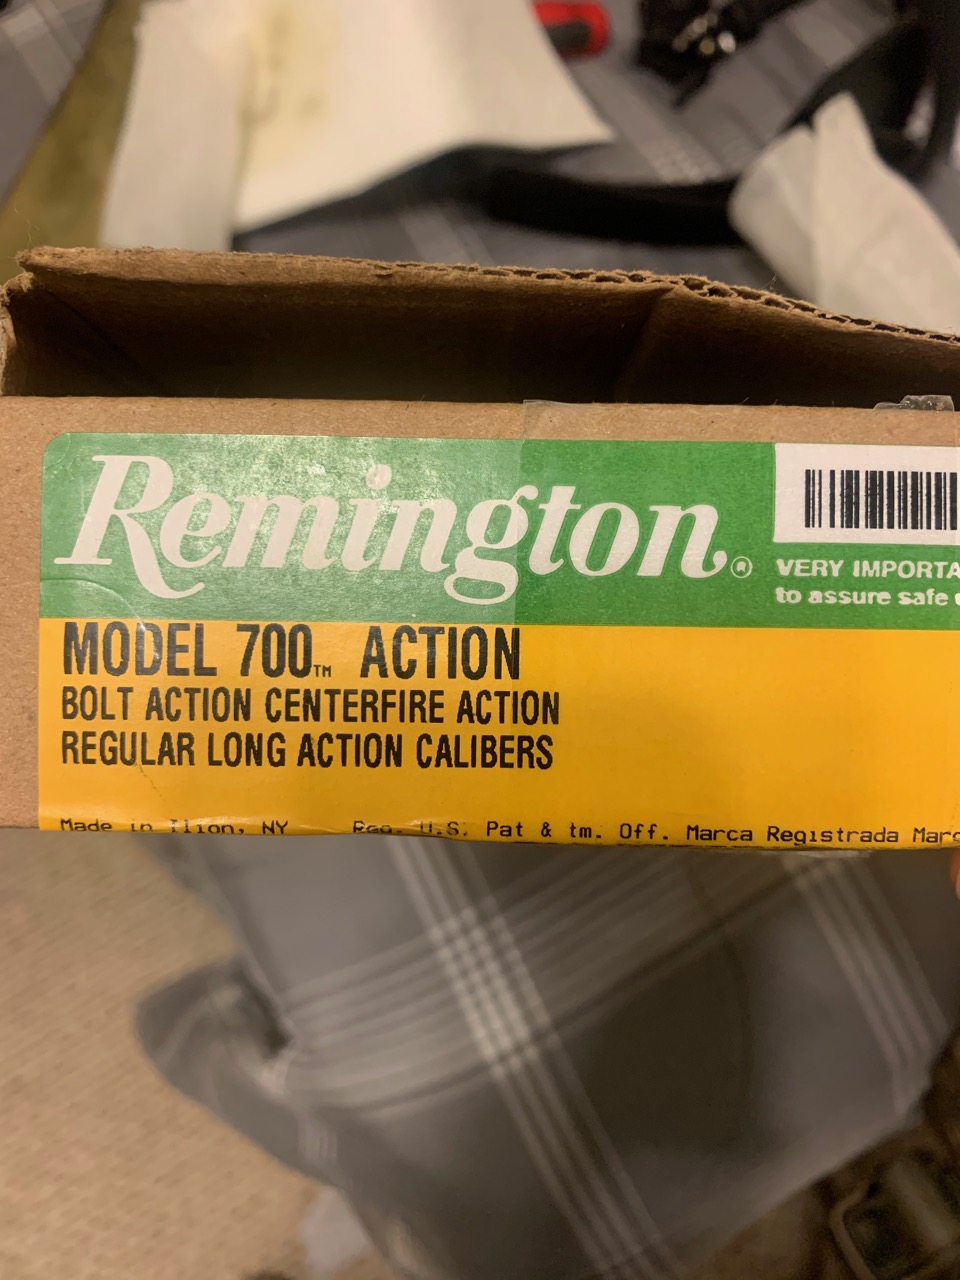 Remington®
VERY IMPORTA
to assure safe
MODEL 700™ ACTION
BOLT ACTION CENTERFIRE ACTION
REGULAR LONG ACTION CALIBERS
Made in Ilion, NY Reg. U.S. Pat & tm. Off. Marca Registrada Marc